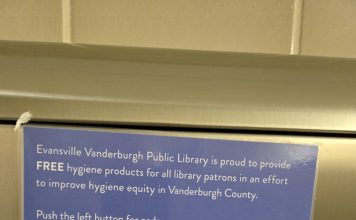 Evansville Vanderburgh Public Library is proud to provide
FREE hygiene products for all library patrons in an effort
to improve hygiene equity in Vanderburgh County.
Push the left button for